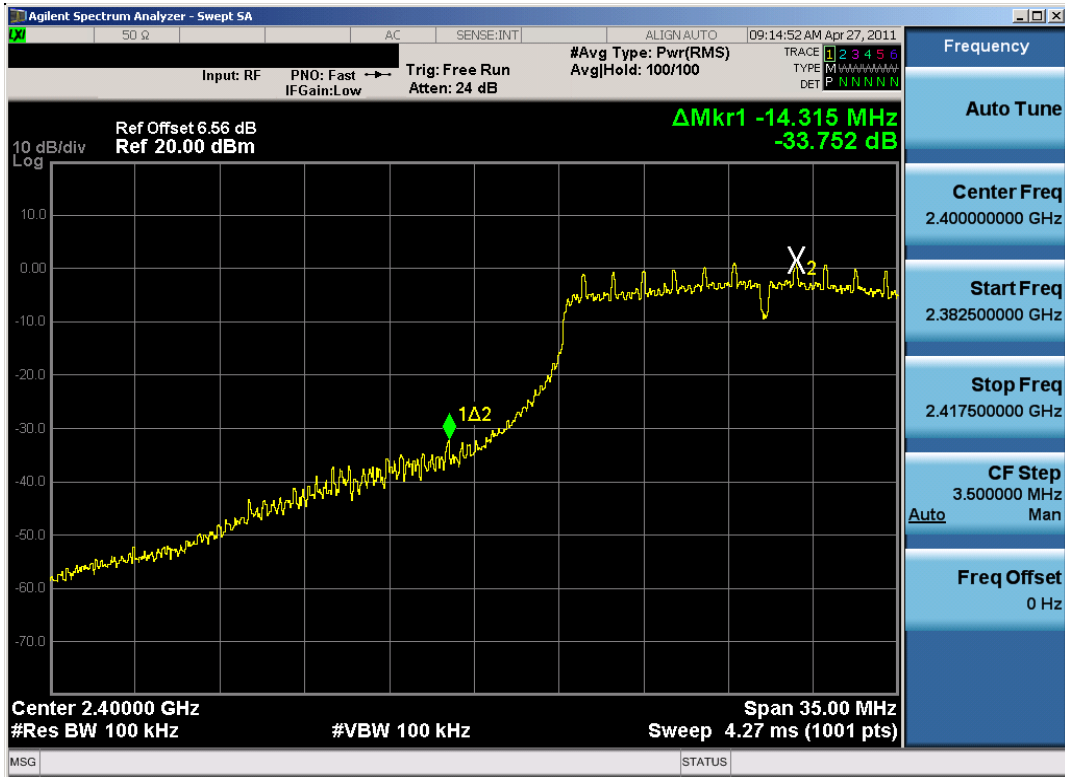 Agilent Spectrum Analyzer - Swept SA
LXI 50 Ω AC SENSE:INT ALIGN AUTO 09:14:52 AM Apr 27, 2011
Input: RF PNO: Fast IFGain:Low Trig: Free Run Atten: 24 dB #Avg Type: Pwr(RMS) Avg|Hold: 100/100
TRACE 1 2 3 4 5 6
TYPE M WWWWW
DET P N N N N N
ΔMkr1 -14.315 MHz
-33.752 dB
Ref Offset 6.56 dB
10 dB/div Ref 20.00 dBm
Log
10.0
0.00
-10.0
-20.0
-30.0
-40.0
-50.0
-60.0
-70.0
X2
1Δ2
Center 2.40000 GHz Span 35.00 MHz
#Res BW 100 kHz #VBW 100 kHz Sweep 4.27 ms (1001 pts)
MSG STATUS
Frequency
Auto Tune
Center Freq
2.400000000 GHz
Start Freq
2.382500000 GHz
Stop Freq
2.417500000 GHz
CF Step
3.500000 MHz
Auto Man
Freq Offset
0 Hz